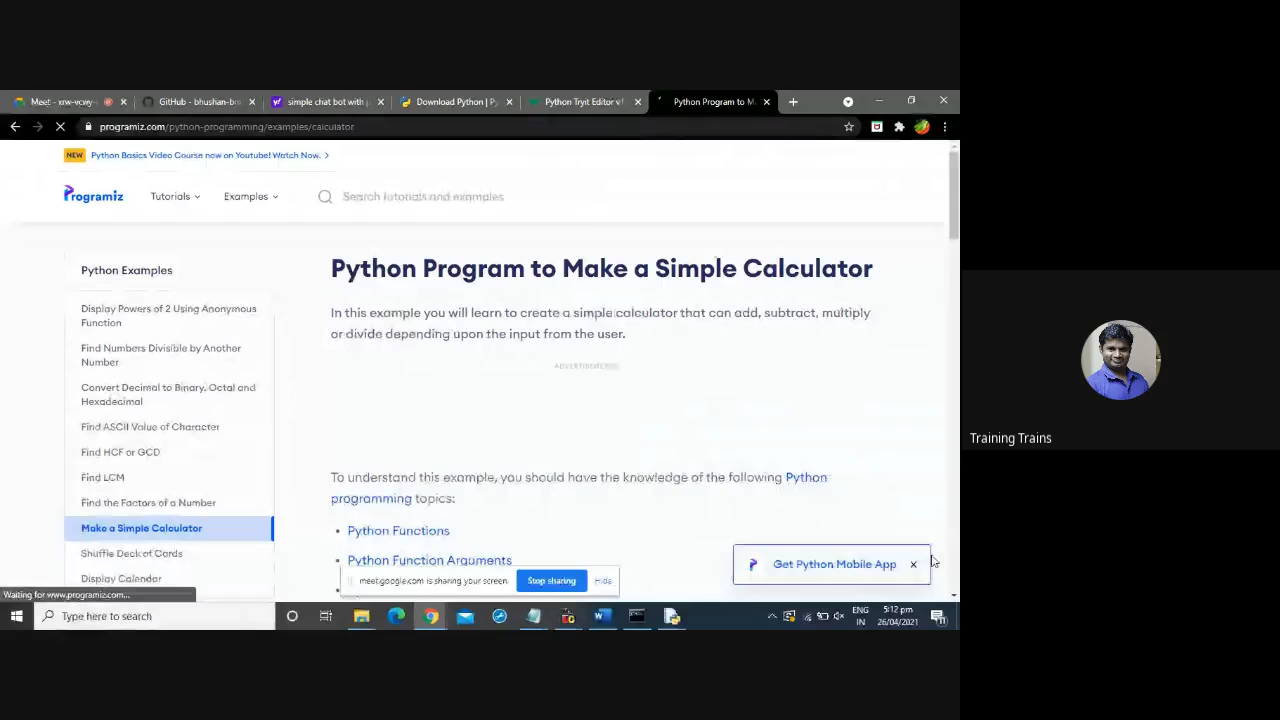 Meet - xrw-vcwy-
GitHub - bhushan-bo
simple chat bot with p
Download Python | Py
Python Tryit Editor v
Python Program to M
programiz.com/python-programming/examples/calculator
NEW Python Basics Video Course now on Youtube! Watch Now.
Programiz
Tutorials
Examples
Search tutorials and examples
Python Examples
Display Powers of 2 Using Anonymous
Function
Find Numbers Divisible by Another
Number
Convert Decimal to Binary, Octal and
Hexadecimal
Find ASCII Value of Character
Find HCF or GCD
Find LCM
Find the Factors of a Number
Make a Simple Calculator
Shuffle Deck of Cards
Display Calendar
Python Program to Make a Simple Calculator
In this example you will learn to create a simple calculator that can add, subtract, multiply
or divide depending upon the input from the user.
ADVERTISEMENTS
To understand this example, you should have the knowledge of the following Python
programming topics:
• Python Functions
• Python Function Arguments
Get Python Mobile App
meet.google.com is sharing your screen.
Stop sharing
Hide
Waiting for www.programiz.com...
Type here to search
ENG
IN
5:12 pm
26/04/2021
11
Training Trains